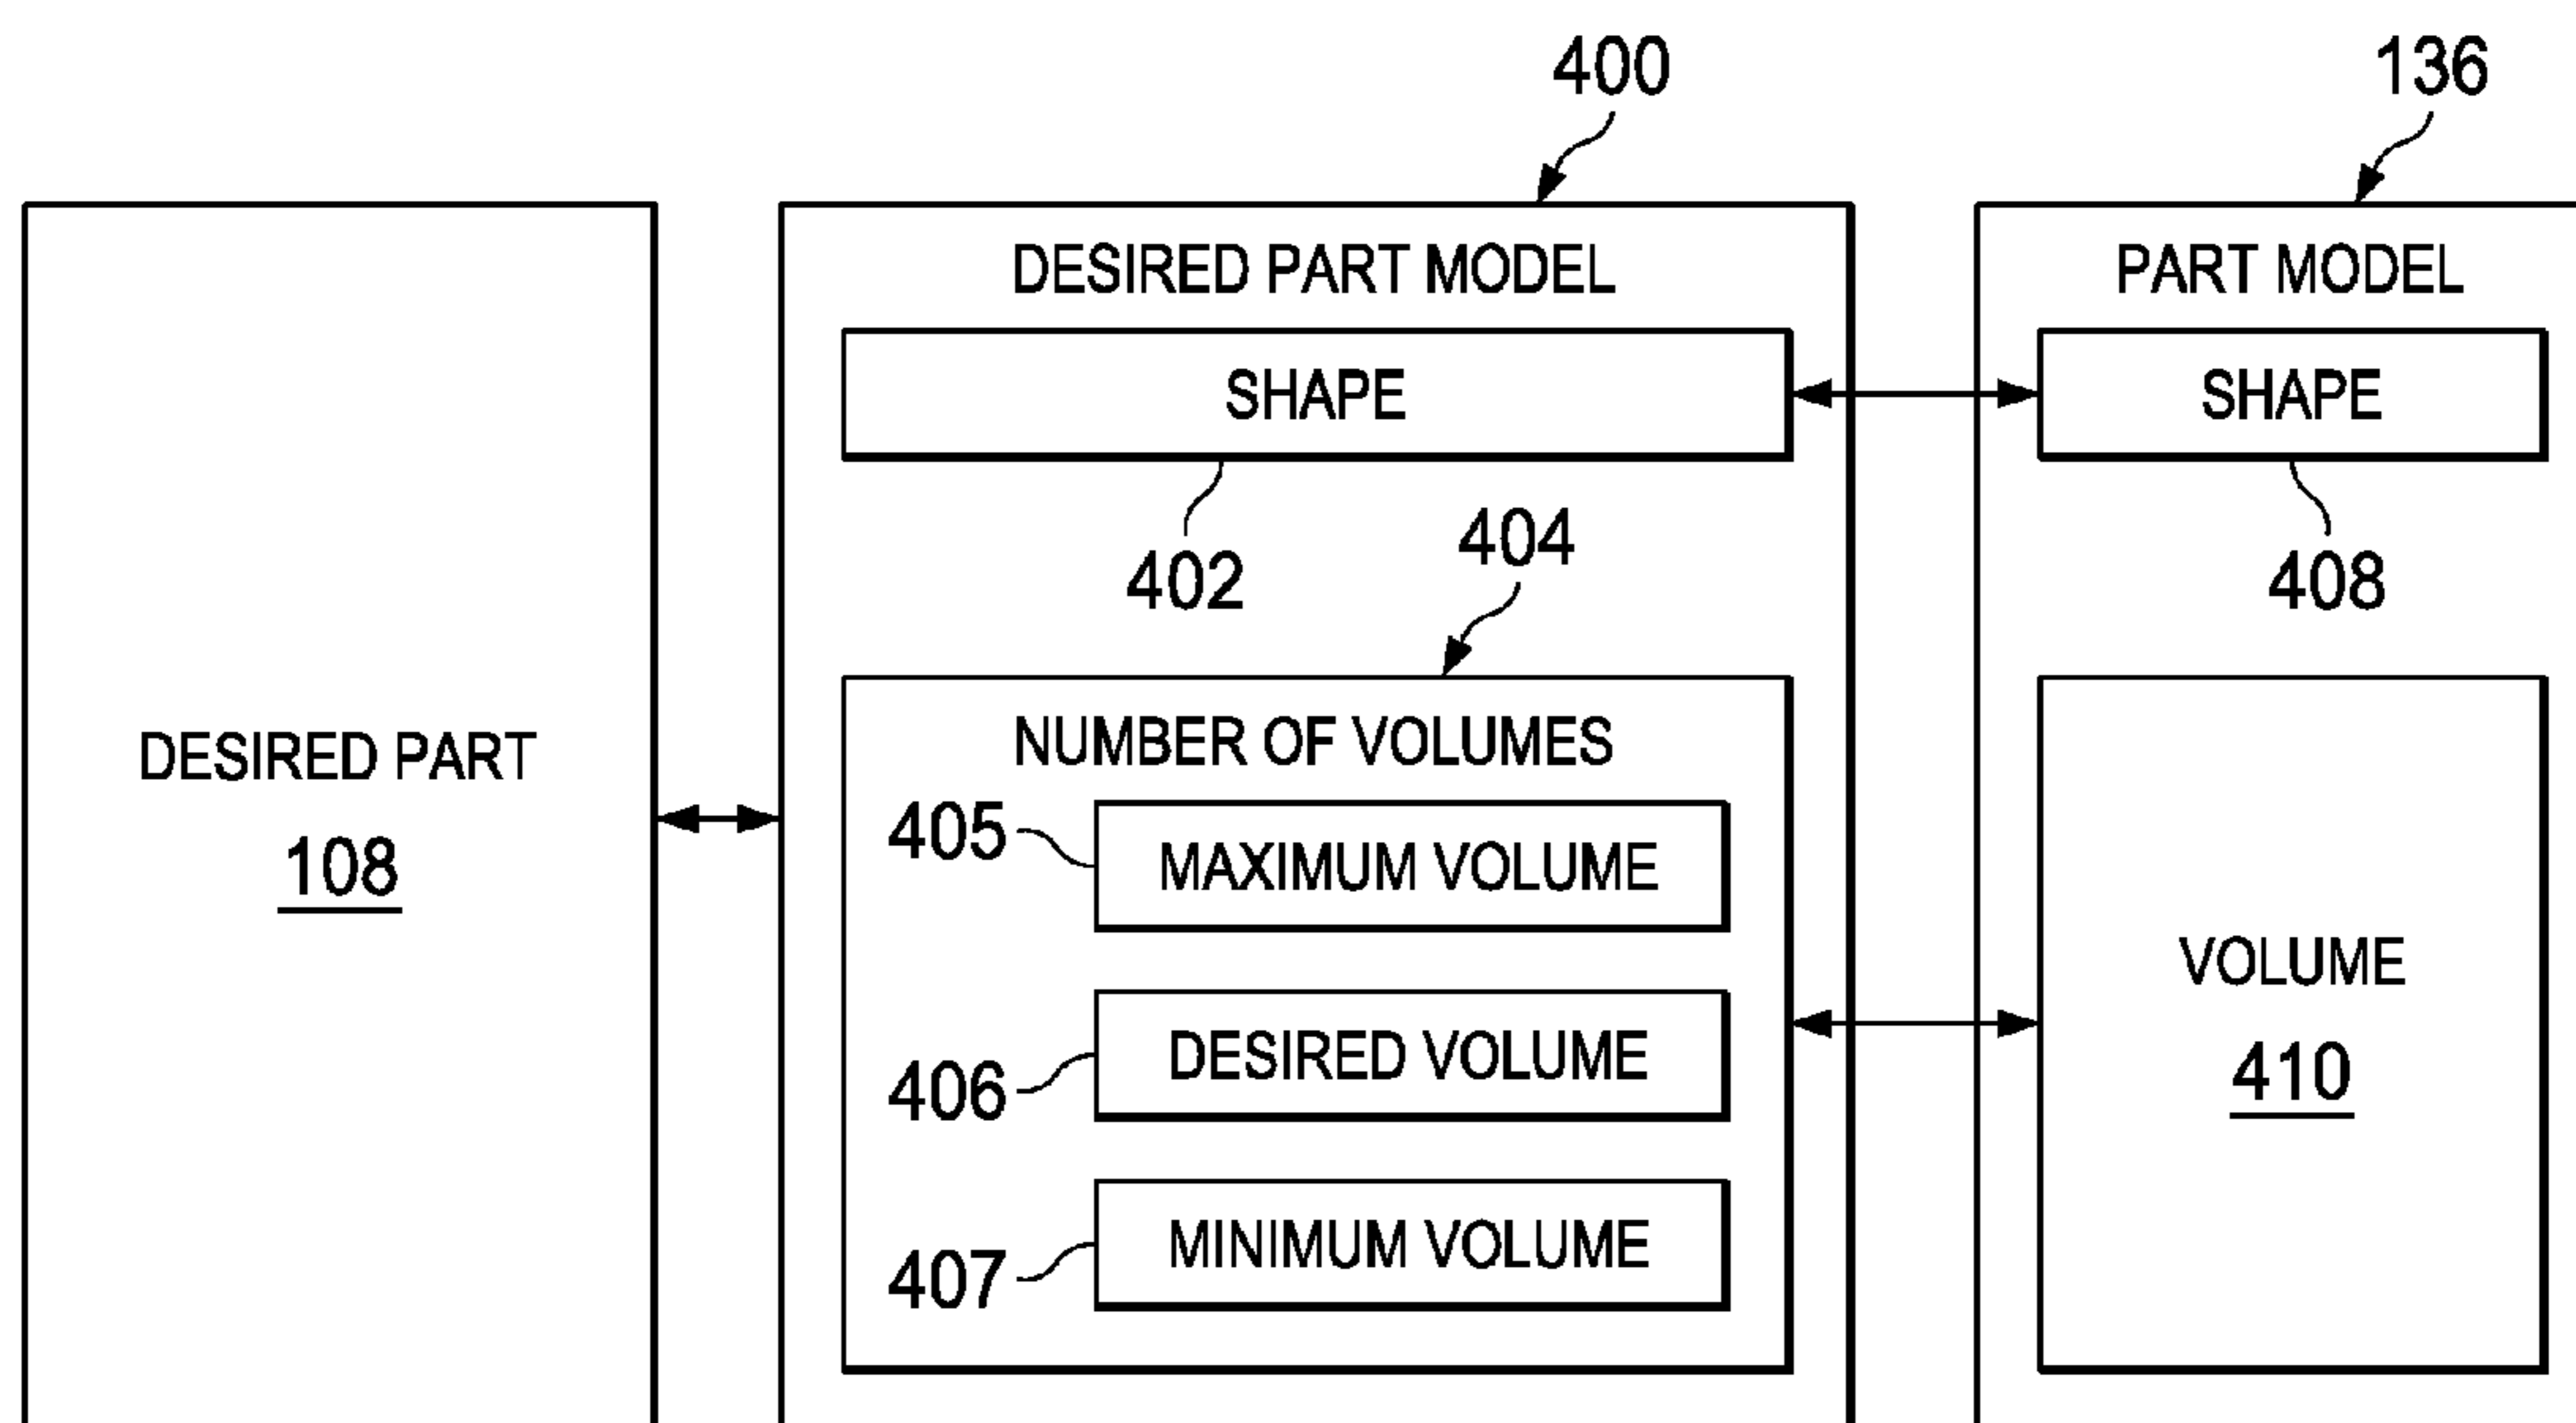 400
136
DESIRED PART
108
DESIRED PART MODEL
SHAPE
402
404
NUMBER OF VOLUMES
405
MAXIMUM VOLUME
406
DESIRED VOLUME
407
MINIMUM VOLUME
PART MODEL
SHAPE
408
VOLUME
410